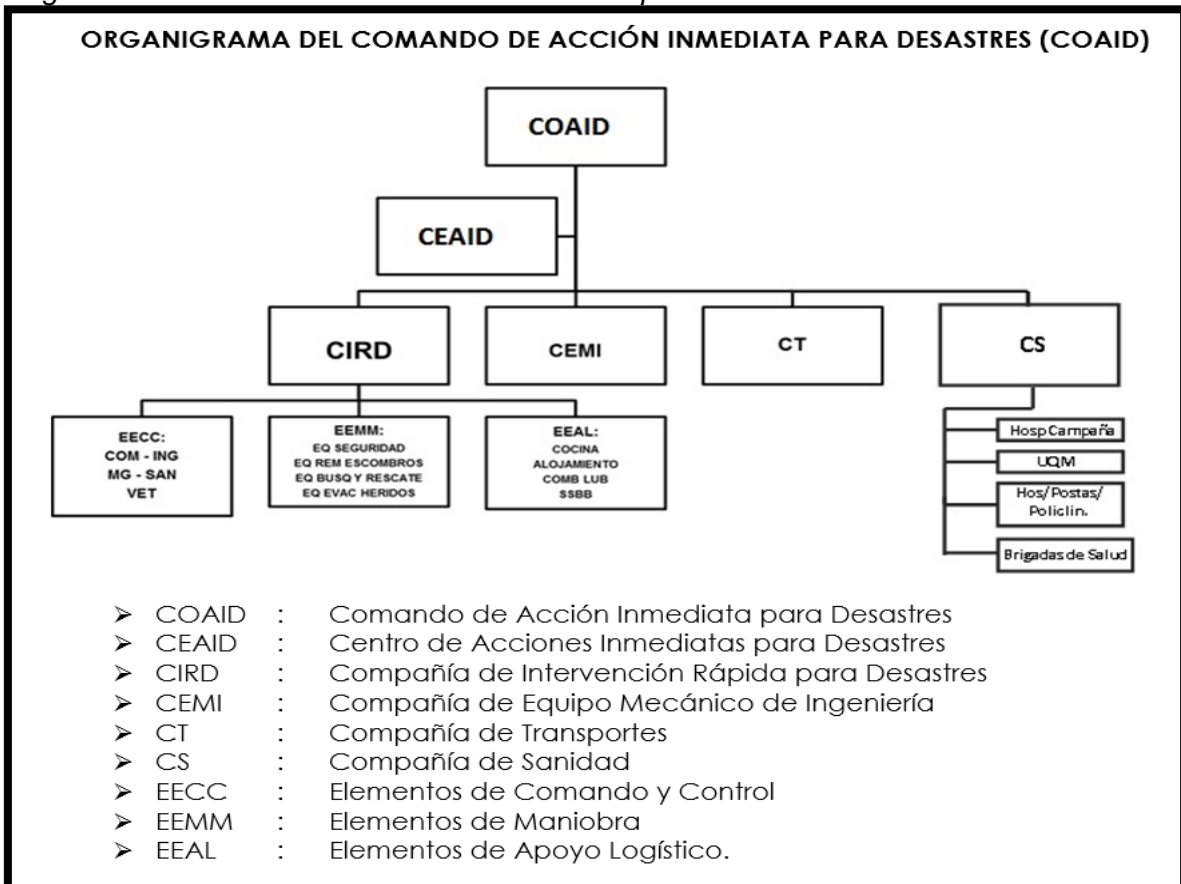 ORGANIGRAMA DEL COMANDO DE ACCIÓN INMEDIATA PARA DESASTRES (COAID)
COAID
CEAID
CIRD
CEMI
CT
CS
EECC:
COM - ING
MG - SAN
VET
EEMM:
EQ SEGURIDAD
EQ REM ESCOMBROS
EQ BUSQ Y RESCATE
EQ EVAC HERIDOS
EEAL:
COCINA
ALOJAMIENTO
COMB LUB
SSBB
Hosp Campaña
UQM
Hos/Postas/
Policlin.
Brigadas de Salud
➤ COAID : Comando de Acción Inmediata para Desastres
➤ CEAID : Centro de Acciones Inmediatas para Desastres
➤ CIRD : Compañía de Intervención Rápida para Desastres
➤ CEMI : Compañía de Equipo Mecánico de Ingeniería
➤ CT : Compañía de Transportes
➤ CS : Compañía de Sanidad
➤ EECC : Elementos de Comando y Control
➤ EEMM : Elementos de Maniobra
➤ EEAL : Elementos de Apoyo Logístico.